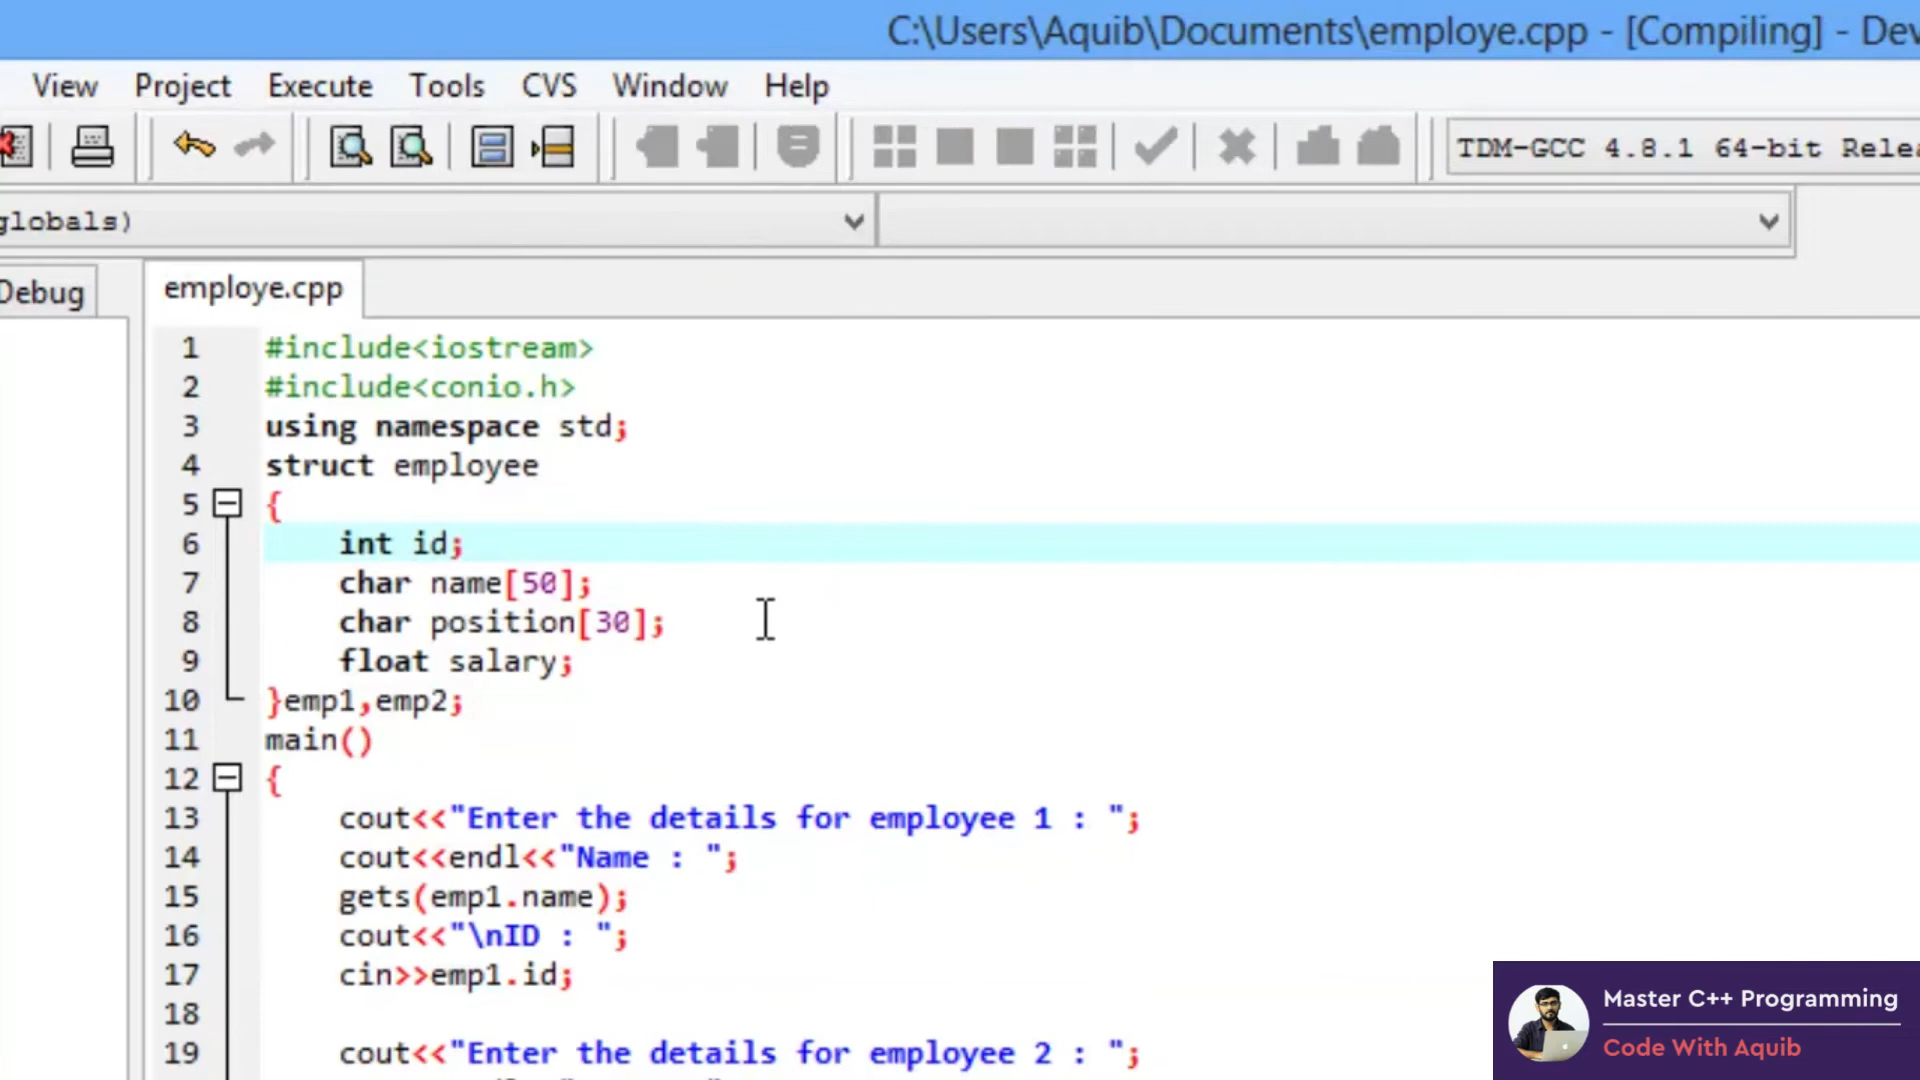 C:\Users\Aquib\Documents\employe.cpp - [Compiling] - Dev
View Project Execute Tools CVS Window Help
TDM-GCC 4.8.1 64-bit Relea
globals)
Debug
employe.cpp
1 #include<iostream>
2 #include<conio.h>
3 using namespace std;
4 struct employee
5 {
6 int id;
7 char name[50];
8 char position[30];
9 float salary;
10 }emp1,emp2;
11 main()
12 {
13 cout<<"Enter the details for employee 1 : ";
14 cout<<endl<<"Name : ";
15 gets(emp1.name);
16 cout<<"\nID : ";
17 cin>>emp1.id;
18
19 cout<<"Enter the details for employee 2 : ";
Master C++ Programming
Code With Aquib